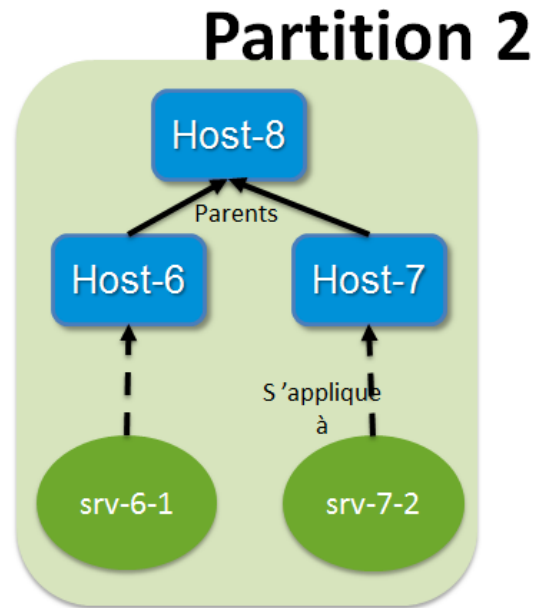 Partition 2
Host-8
Parents
Host-6
Host-7
S ’applique
à
srv-6-1
srv-7-2